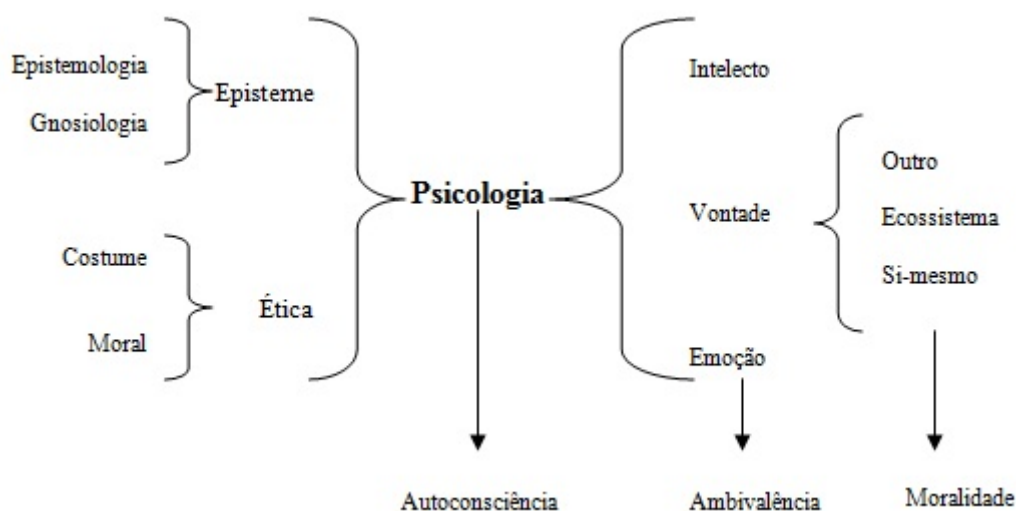 Epistemologia
Gnosiologia
Episteme
Costume
Moral
Ética
Psicologia
Intelecto
Vontade
Emoção
Outro
Ecossistema
Si-mesmo
Autoconsciência
Ambivalência
Moralidade